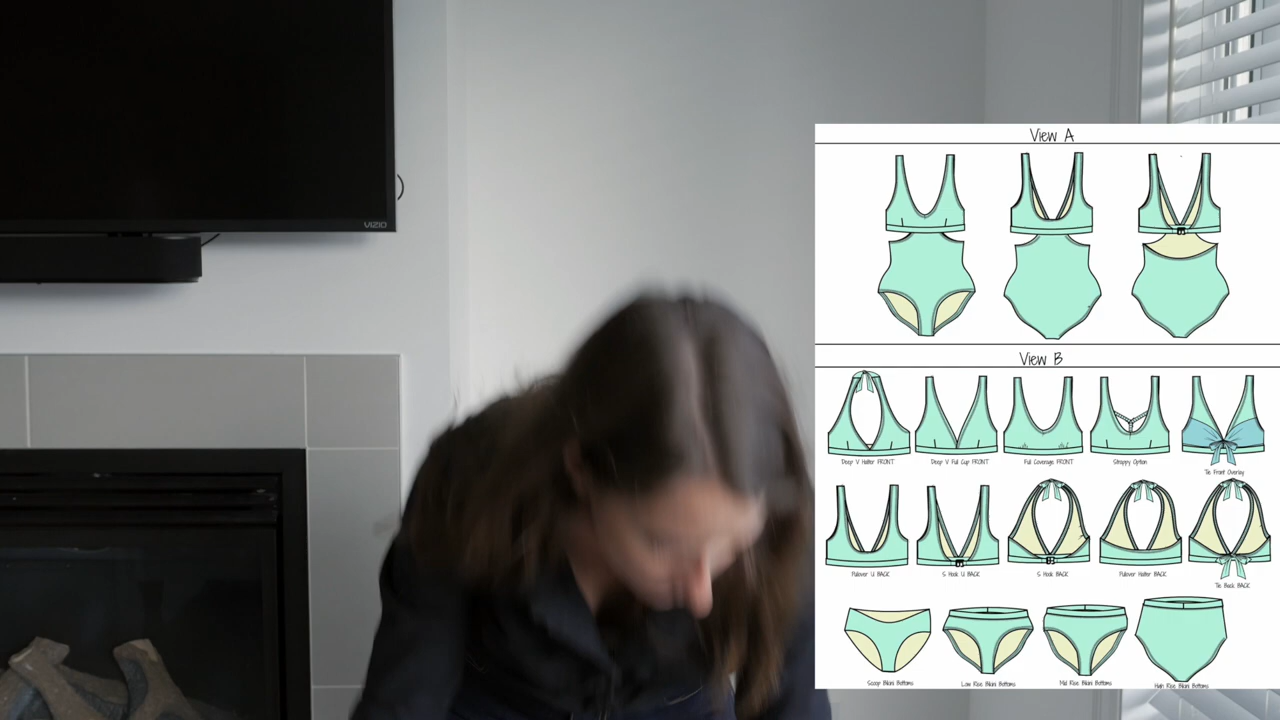 VIZIO
View A
View B
Deep V Halter FRONT
Deep V Full Cup FRONT
Full Coverage FRONT
Strappy Option
Tie Front Overlay
Pullover U BACK
S Hook U BACK
S Hook BACK
Pullover Halter BACK
Tie Back BACK
Scoop Bikini Bottoms
Low Rise Bikini Bottoms
Mid Rise Bikini Bottoms
High Rise Bikini Bottoms